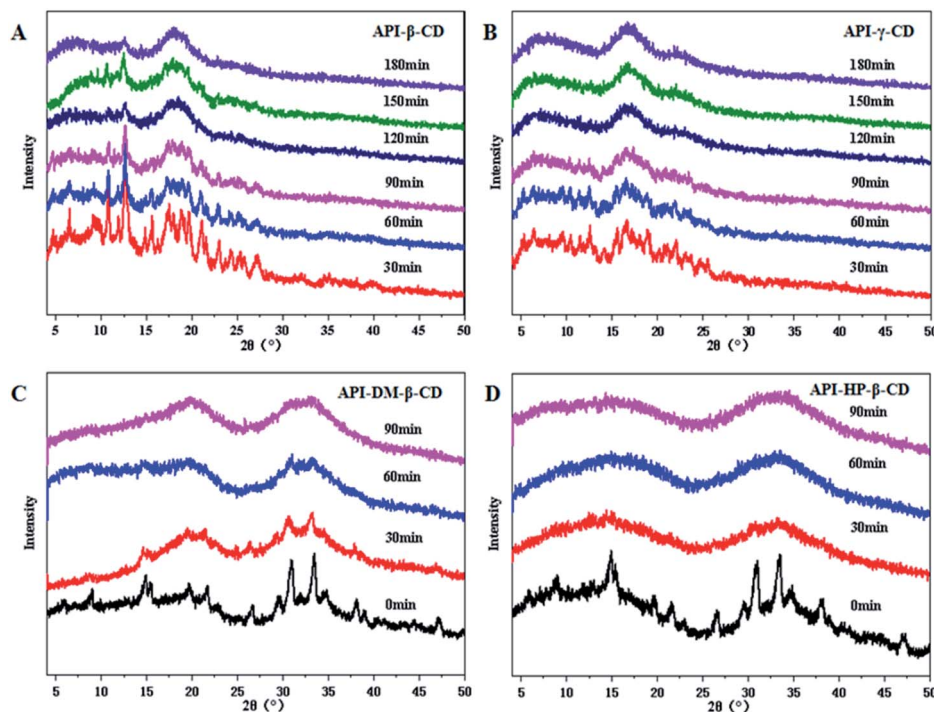 A
API-β-CD
180min
150min
120min
90min
60min
30min
Intensity
5 10 15 20 25 30 35 40 45 50
2θ (°)
B
API-γ-CD
180min
150min
120min
90min
60min
30min
Intensity
5 10 15 20 25 30 35 40 45 50
2θ (°)
C
API-DM-β-CD
90min
60min
30min
0min
Intensity
5 10 15 20 25 30 35 40 45 50
2θ (°)
D
API-HP-β-CD
90min
60min
30min
0min
Intensity
5 10 15 20 25 30 35 40 45 50
2θ (°)